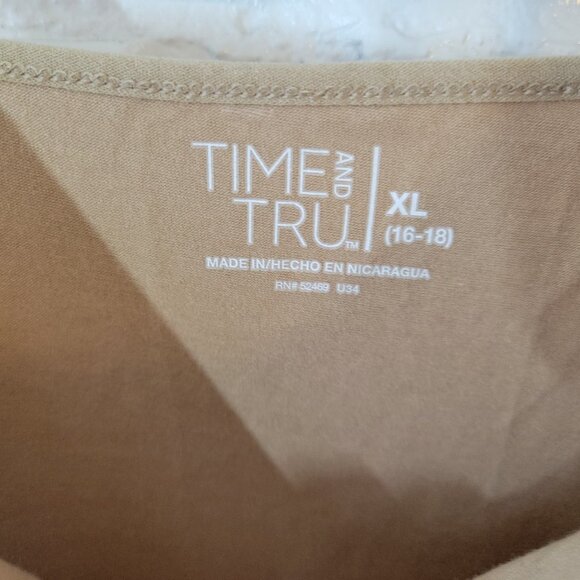 TIME AND
TRU™
XL
(16-18)
MADE IN/HECHO EN NICARAGUA
RN# 52469 U34